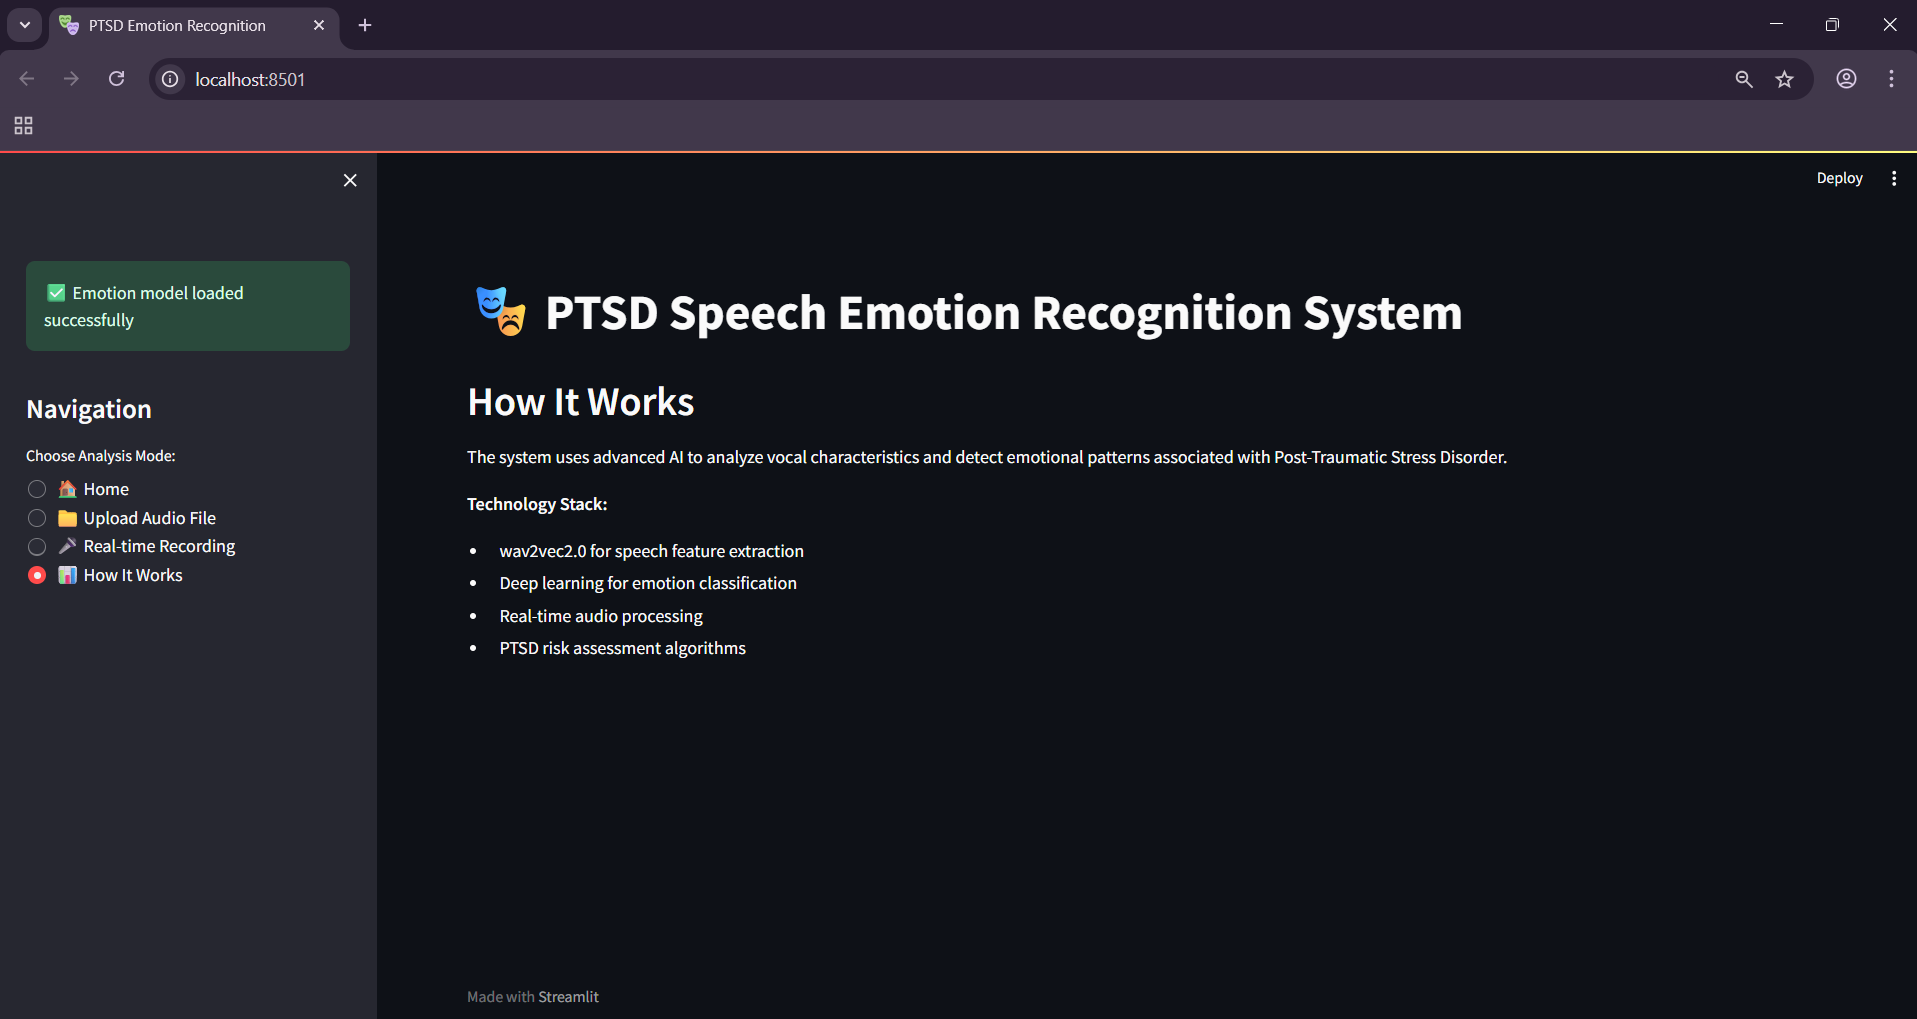 PTSD Emotion Recognition
localhost:8501
Deploy
✅ Emotion model loaded
successfully
Navigation
Choose Analysis Mode:
🏠 Home
📁 Upload Audio File
🎤 Real-time Recording
📊 How It Works
🎭 PTSD Speech Emotion Recognition System
How It Works
The system uses advanced AI to analyze vocal characteristics and detect emotional patterns associated with Post-Traumatic Stress Disorder.
Technology Stack:
• wav2vec2.0 for speech feature extraction
• Deep learning for emotion classification
• Real-time audio processing
• PTSD risk assessment algorithms
Made with Streamlit